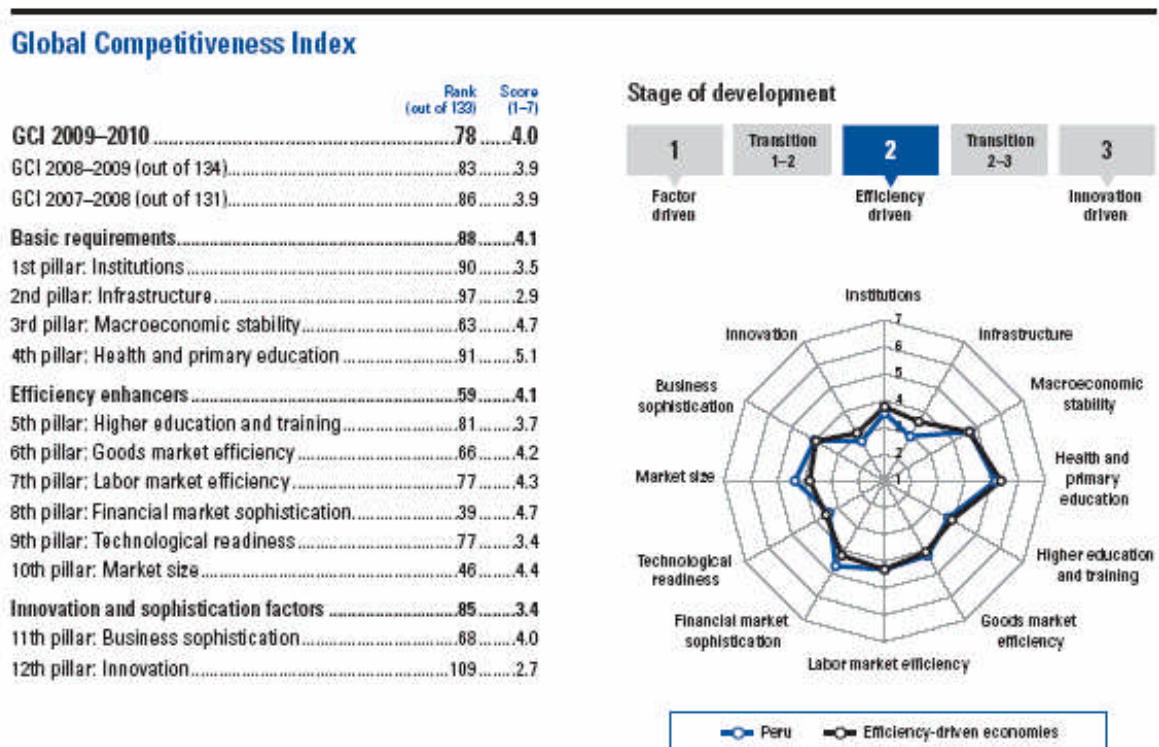 Global Competitiveness Index
Rank Score
(out of 133) (1–7)
GCI 2009–2010 78 4.0
GCI 2008–2009 (out of 134) 83 3.9
GCI 2007–2008 (out of 131) 86 3.9
Basic requirements 88 4.1
1st pillar: Institutions 90 3.5
2nd pillar: Infrastructure 97 2.9
3rd pillar: Macroeconomic stability 63 4.7
4th pillar: Health and primary education 91 5.1
Efficiency enhancers 59 4.1
5th pillar: Higher education and training 81 3.7
6th pillar: Goods market efficiency 66 4.2
7th pillar: Labor market efficiency 77 4.3
8th pillar: Financial market sophistication 39 4.7
9th pillar: Technological readiness 77 3.4
10th pillar: Market size 46 4.4
Innovation and sophistication factors 85 3.4
11th pillar: Business sophistication 68 4.0
12th pillar: Innovation 109 2.7
Stage of development
1
Transition
1–2
2
Transition
2–3
3
Factor
driven
Efficiency
driven
Innovation
driven
Institutions
Innovation
Infrastructure
Business
sophistication
Macroeconomic
stability
Market size
Health and
primary
education
Technological
readiness
Higher education
and training
Financial market
sophistication
Goods market
efficiency
Labor market efficiency
7
6
5
4
2
1
Peru
Efficiency-driven economies